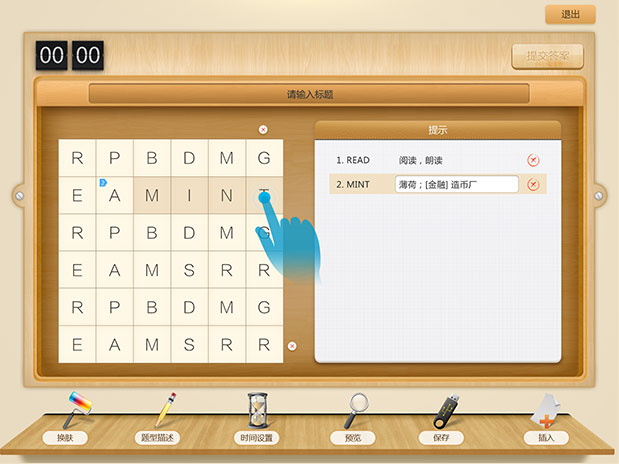 退出
00 00
提交答案
请输入标题
提示
R P B D M G
E A M I N T
R P B D M G
E A M S R R
R P B D M G
E A M S R R
1. READ 阅读，朗读
2. MINT 薄荷；[金融] 造币厂
换肤 题型描述 时间设置 预览 保存 插入